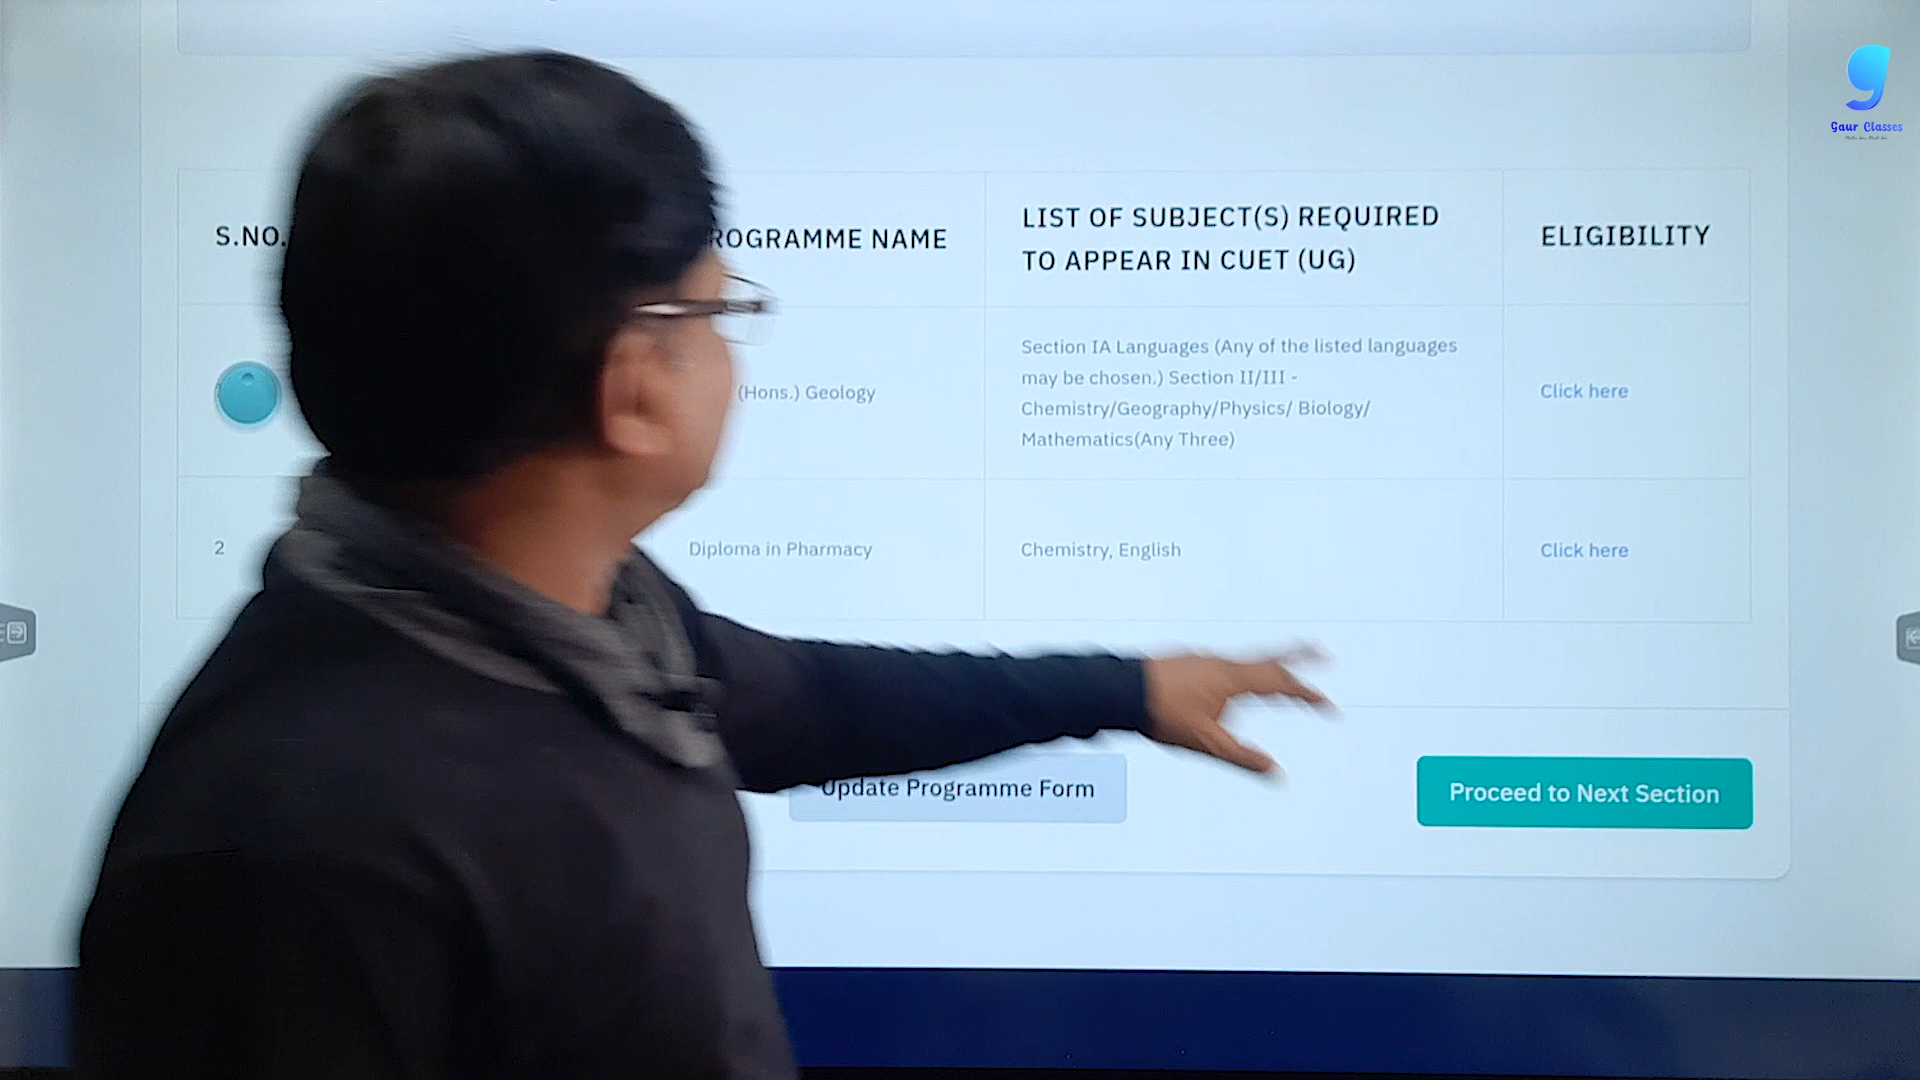 Gaur Classes
S.NO.
ROGRAMME NAME
LIST OF SUBJECT(S) REQUIRED
TO APPEAR IN CUET (UG)
ELIGIBILITY
(Hons.) Geology
Section IA Languages (Any of the listed languages
may be chosen.) Section II/III -
Chemistry/Geography/Physics/ Biology/
Mathematics(Any Three)
Click here
2
Diploma in Pharmacy
Chemistry, English
Click here
Update Programme Form
Proceed to Next Section